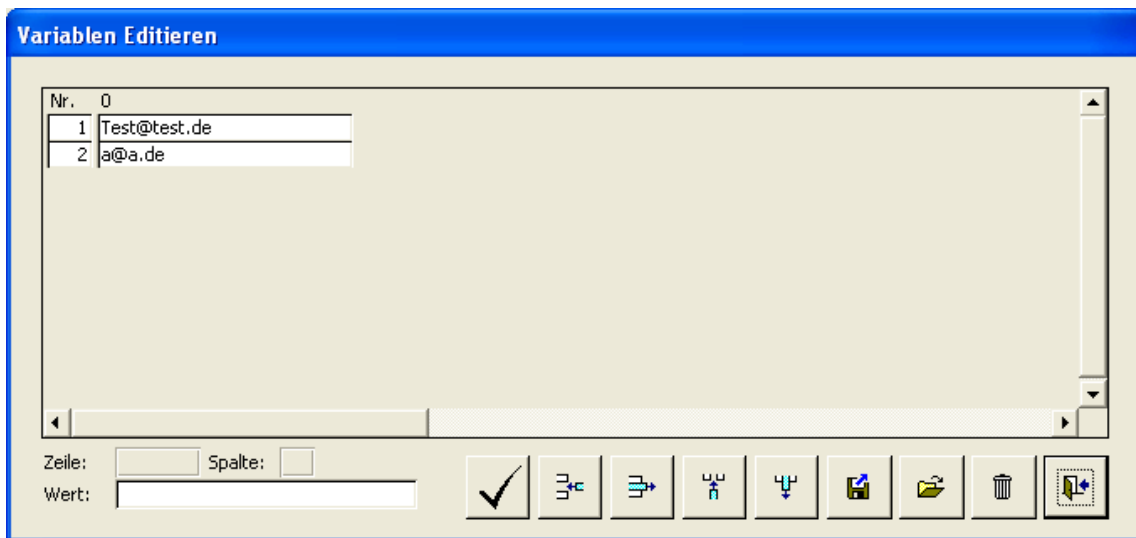 Variablen Editieren
Nr. 0
1 Test@test.de
2 a@a.de
Zeile: Spalte:
Wert: